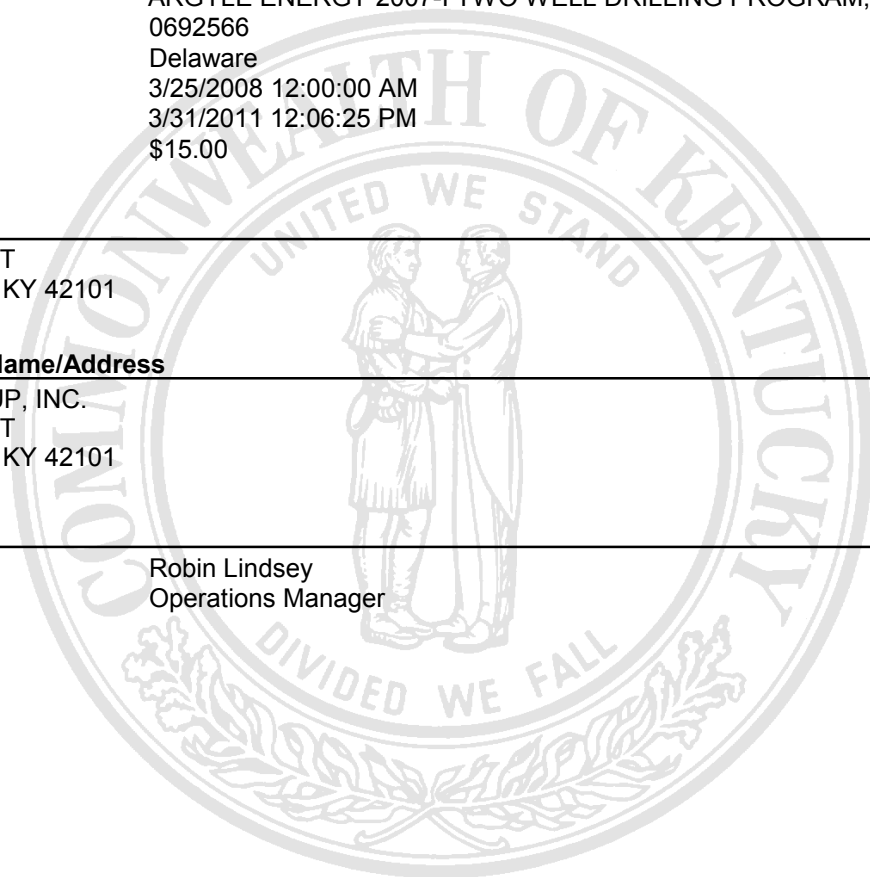 ARGYLE ENERGY 2007-I TWO WELL DRILLING PROGRAM,
0692566
Delaware
3/25/2008 12:00:00 AM
3/31/2011 12:06:25 PM
$15.00
COMMONWEALTH OF KENTUCKY
UNITED WE STAND
T
KY 42101
Name/Address
UP, INC.
T
KY 42101
Robin Lindsey
Operations Manager
DIVIDED WE FALL